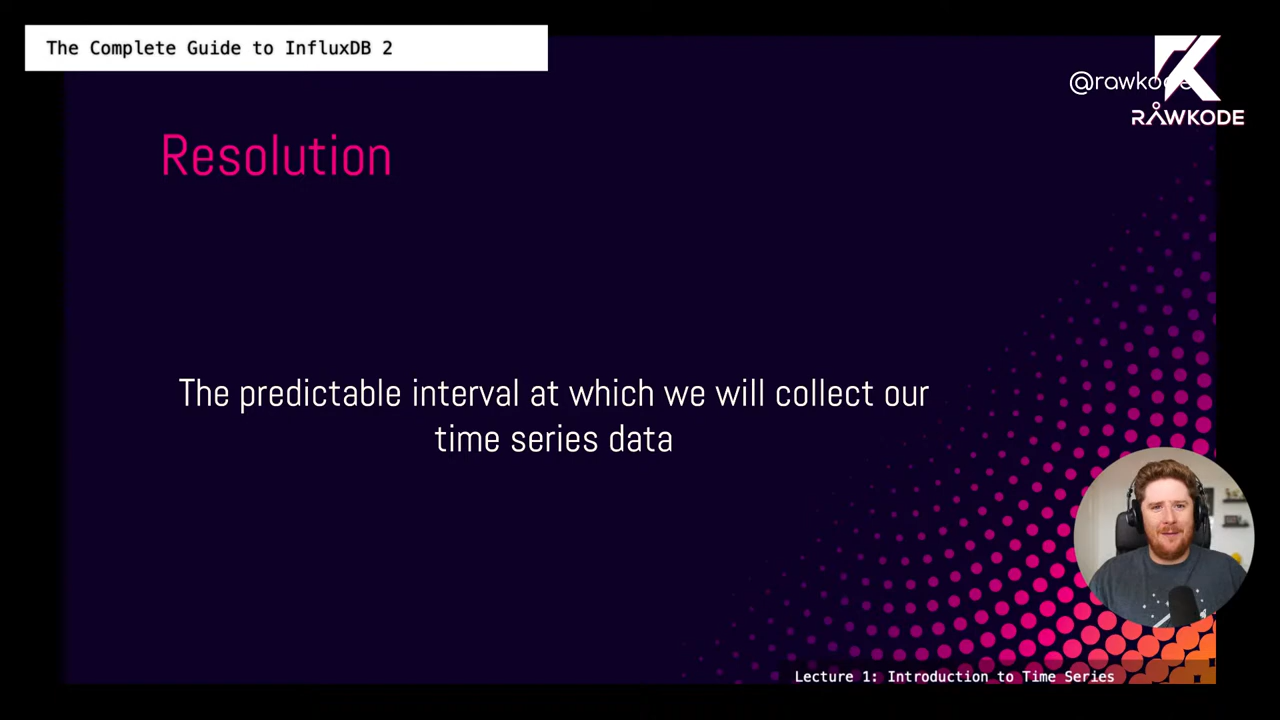 The Complete Guide to InfluxDB 2
@rawkode
RAWKODE
Resolution
The predictable interval at which we will collect our
time series data
Lecture 1: Introduction to Time Series